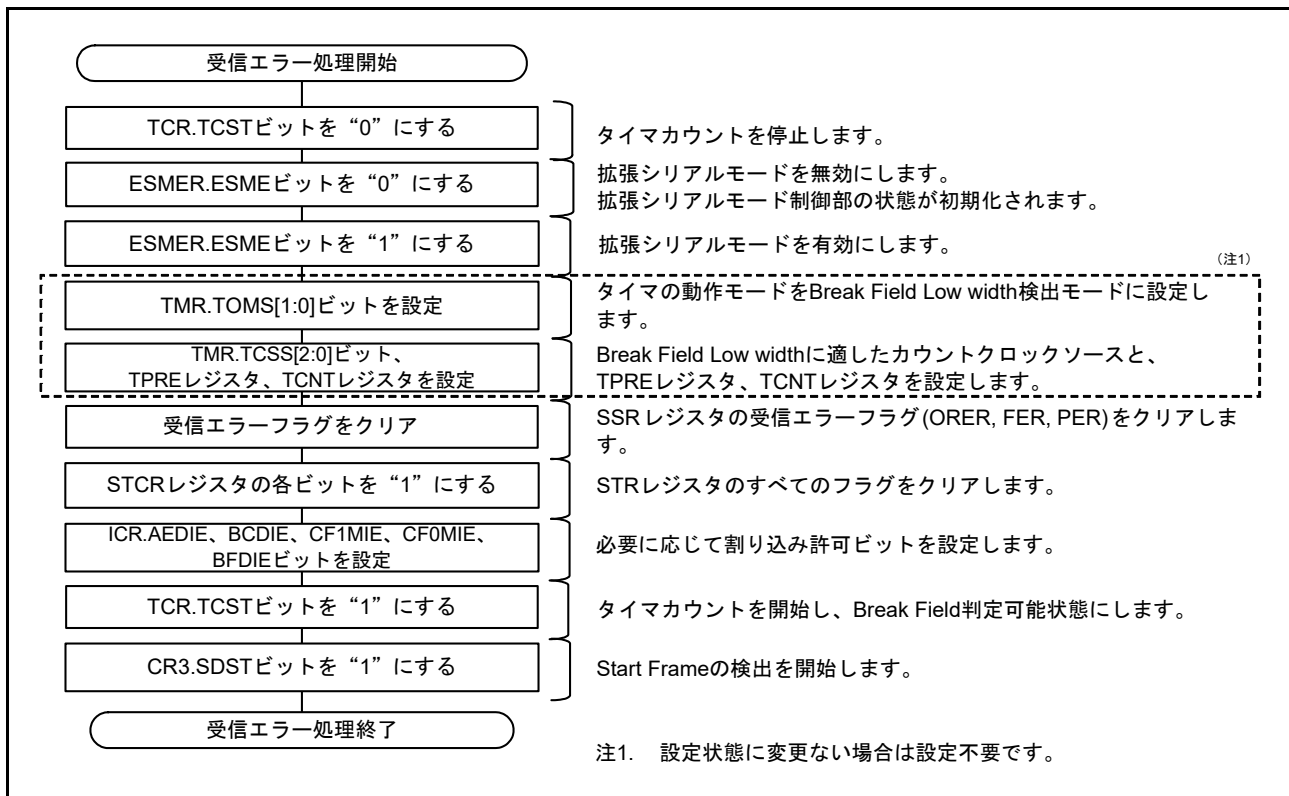 受信エラー処理開始
TCR.TCSTビットを“0”にする
タイマカウントを停止します。
ESMER.ESMEビットを“0”にする
拡張シリアルモードを無効にします。
拡張シリアルモード制御部の状態が初期化されます。
ESMER.ESMEビットを“1”にする
拡張シリアルモードを有効にします。
（注1）
TMR.TOMS[1:0]ビットを設定
タイマの動作モードをBreak Field Low width検出モードに設定し
ます。
TMR.TCSS[2:0]ビット、
TPREレジスタ、TCNTレジスタを設定
Break Field Low widthに適したカウントクロックソースと、
TPREレジスタ、TCNTレジスタを設定します。
受信エラーフラグをクリア
SSRレジスタの受信エラーフラグ(ORER, FER, PER)をクリアしま
す。
STCRレジスタの各ビットを“1”にする
STRレジスタのすべてのフラグをクリアします。
ICR.AEDIE、BCDIE、CF1MIE、CF0MIE、
BFDIEビットを設定
必要に応じて割り込み許可ビットを設定します。
TCR.TCSTビットを“1”にする
タイマカウントを開始し、Break Field判定可能状態にします。
CR3.SDSTビットを“1”にする
Start Frameの検出を開始します。
受信エラー処理終了
注1. 設定状態に変更ない場合は設定不要です。